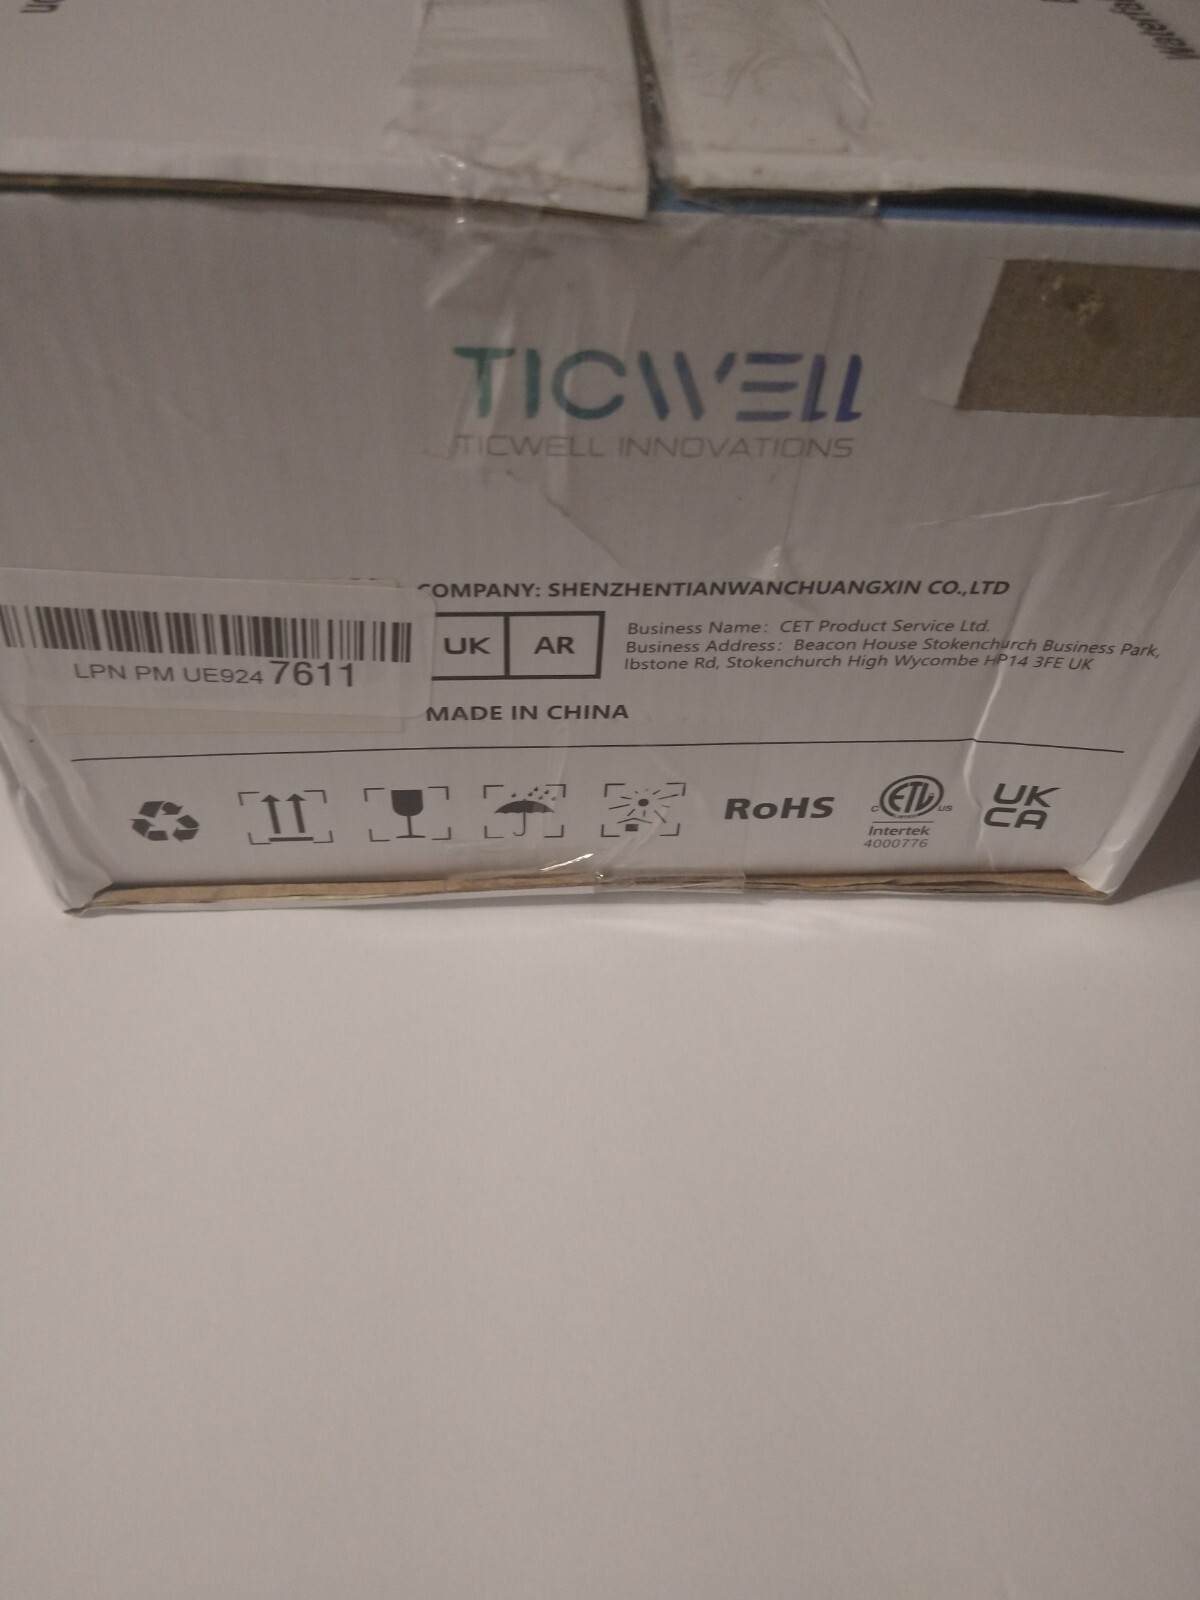 TICWELL
TICWELL INNOVATIONS
COMPANY: SHENZHENTIANWANCHUANGXIN CO.,LTD
UK AR
Business Name: CET Product Service Ltd.
Business Address: Beacon House Stokenchurch Business Park,
Ibstone Rd, Stokenchurch High Wycombe HP14 3FE UK
LPN PM UE924 7611
MADE IN CHINA
RoHS
C ETL US
Intertek
4000776
UK
CA